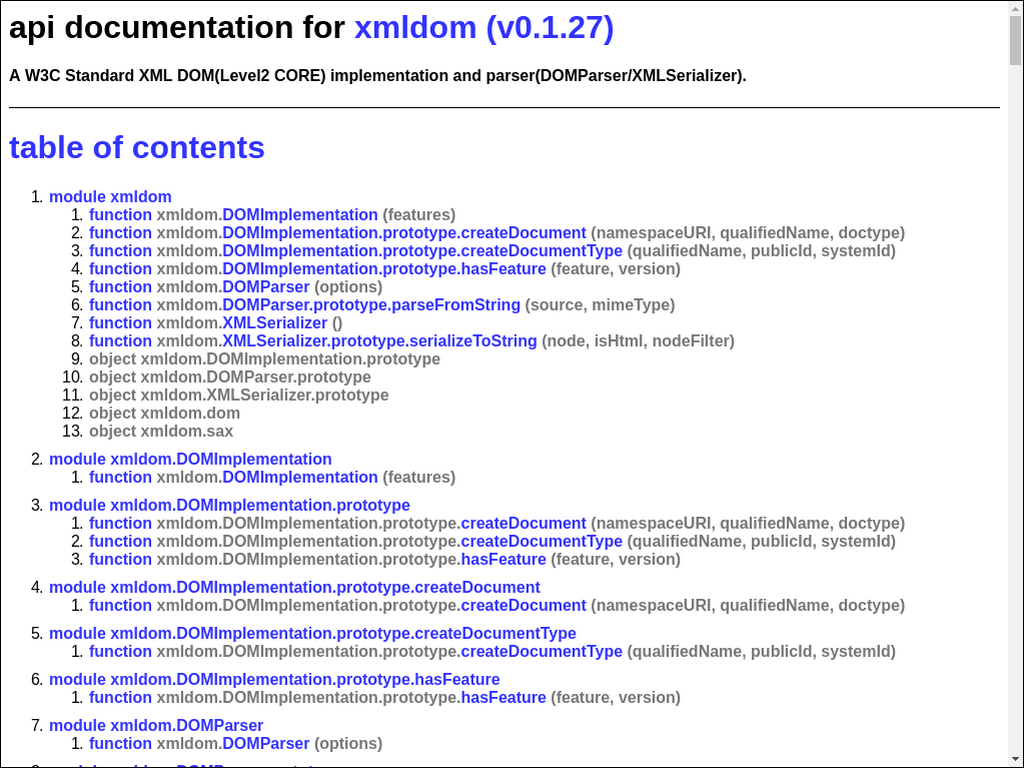 api documentation for xmldom (v0.1.27)
A W3C Standard XML DOM(Level2 CORE) implementation and parser(DOMParser/XMLSerializer).
table of contents
1. module xmldom
1. function xmldom.DOMImplementation (features)
2. function xmldom.DOMImplementation.prototype.createDocument (namespaceURI, qualifiedName, doctype)
3. function xmldom.DOMImplementation.prototype.createDocumentType (qualifiedName, publicId, systemId)
4. function xmldom.DOMImplementation.prototype.hasFeature (feature, version)
5. function xmldom.DOMParser (options)
6. function xmldom.DOMParser.prototype.parseFromString (source, mimeType)
7. function xmldom.XMLSerializer ()
8. function xmldom.XMLSerializer.prototype.serializeToString (node, isHtml, nodeFilter)
9. object xmldom.DOMImplementation.prototype
10. object xmldom.DOMParser.prototype
11. object xmldom.XMLSerializer.prototype
12. object xmldom.dom
13. object xmldom.sax
2. module xmldom.DOMImplementation
1. function xmldom.DOMImplementation (features)
3. module xmldom.DOMImplementation.prototype
1. function xmldom.DOMImplementation.prototype.createDocument (namespaceURI, qualifiedName, doctype)
2. function xmldom.DOMImplementation.prototype.createDocumentType (qualifiedName, publicId, systemId)
3. function xmldom.DOMImplementation.prototype.hasFeature (feature, version)
4. module xmldom.DOMImplementation.prototype.createDocument
1. function xmldom.DOMImplementation.prototype.createDocument (namespaceURI, qualifiedName, doctype)
5. module xmldom.DOMImplementation.prototype.createDocumentType
1. function xmldom.DOMImplementation.prototype.createDocumentType (qualifiedName, publicId, systemId)
6. module xmldom.DOMImplementation.prototype.hasFeature
1. function xmldom.DOMImplementation.prototype.hasFeature (feature, version)
7. module xmldom.DOMParser
1. function xmldom.DOMParser (options)